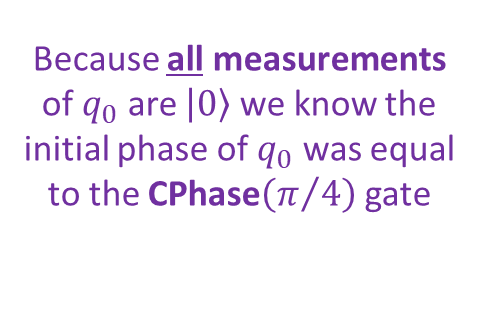 Because all measurements
of q₀ are |0⟩ we know the
initial phase of q₀ was equal
to the CPhase(π/4) gate